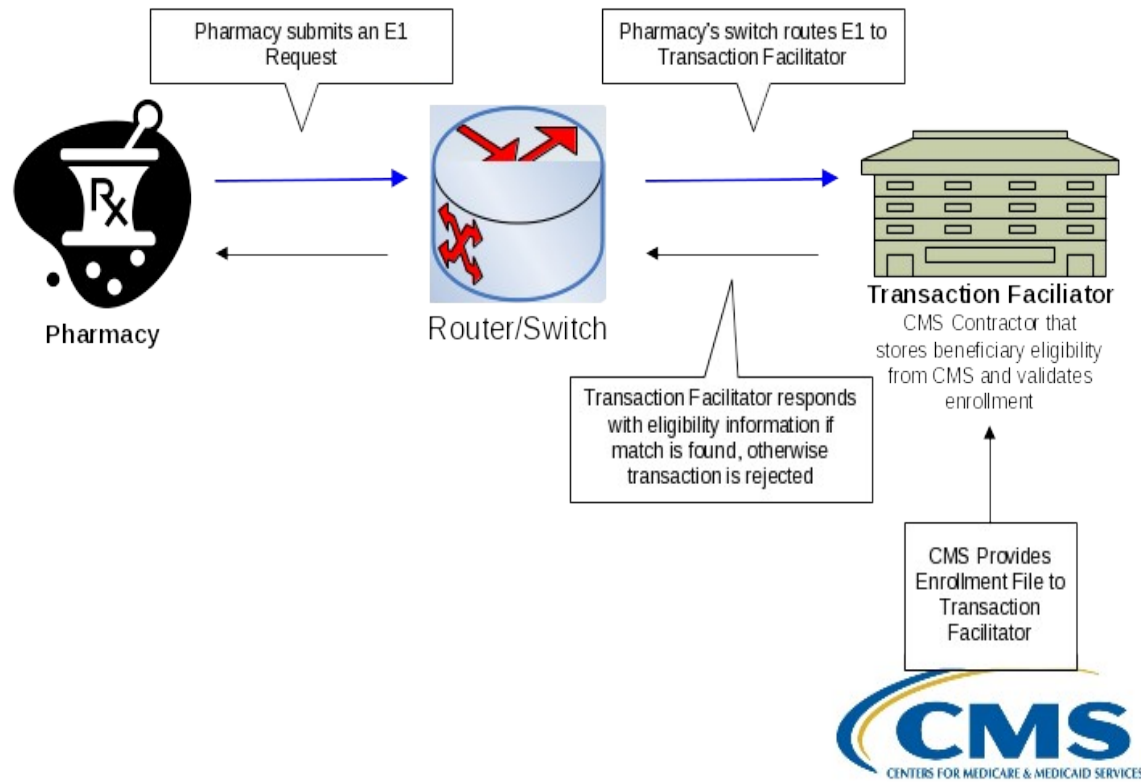 Pharmacy submits an E1
Request
Pharmacy's switch routes E1 to
Transaction Facilitator
Rx
Pharmacy
Router/Switch
Transaction Faciliator
CMS Contractor that
stores beneficiary eligibility
from CMS and validates
enrollment
Transaction Facilitator responds
with eligibility information if
match is found, otherwise
transaction is rejected
CMS Provides
Enrollment File to
Transaction
Facilitator
CMS
CENTERS FOR MEDICARE & MEDICAID SERVICES